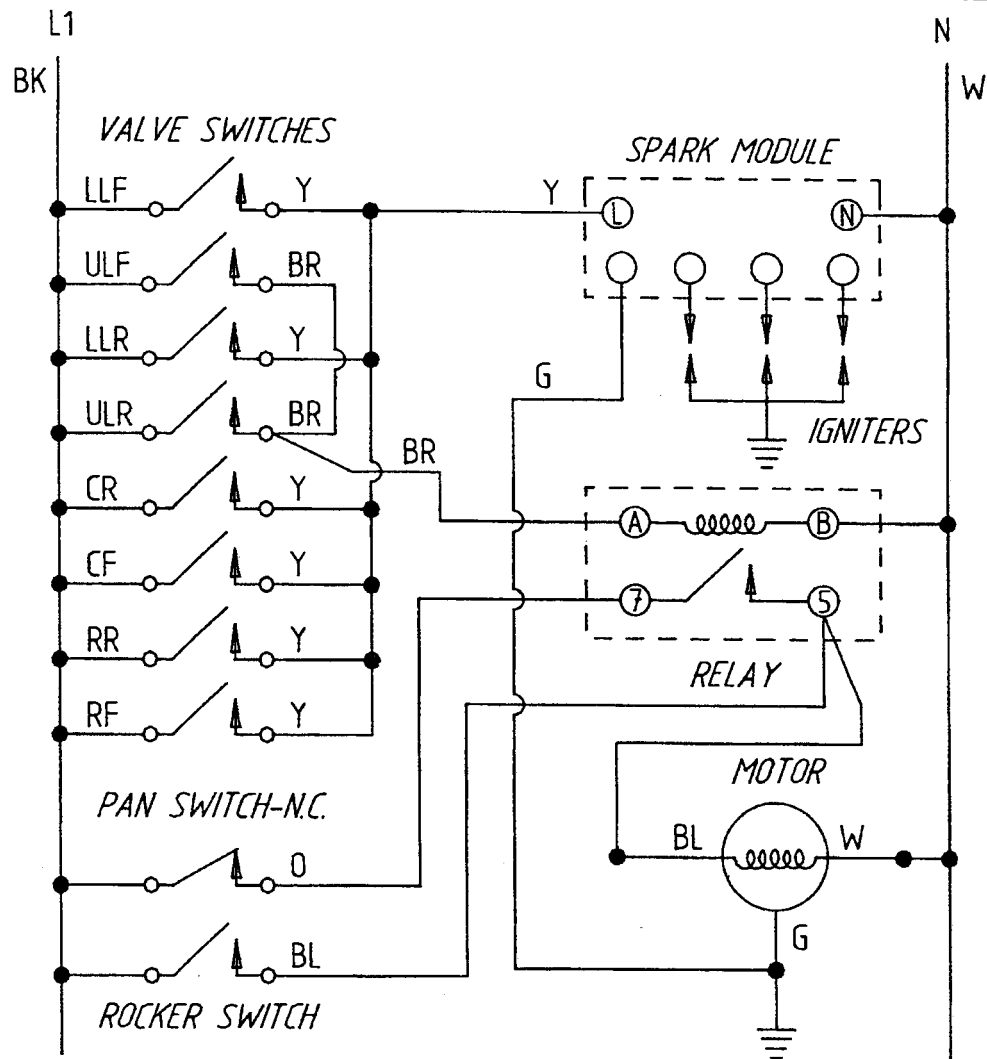 L1
N
BK
W
VALVE SWITCHES
SPARK MODULE
LLF
Y
Y
L
N
ULF
BR
LLR
Y
G
ULR
BR
IGNITERS
BR
CR
Y
A
B
CF
Y
7
5
RR
Y
RELAY
RF
Y
MOTOR
PAN SWITCH-N.C.
BL
W
O
G
BL
ROCKER SWITCH